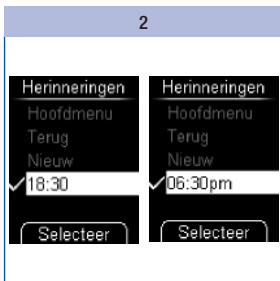 2
Herinneringen
Hoofdmenu
Terug
Nieuw
18:30
Selecteer
Herinneringen
Hoofdmenu
Terug
Nieuw
06:30pm
Selecteer